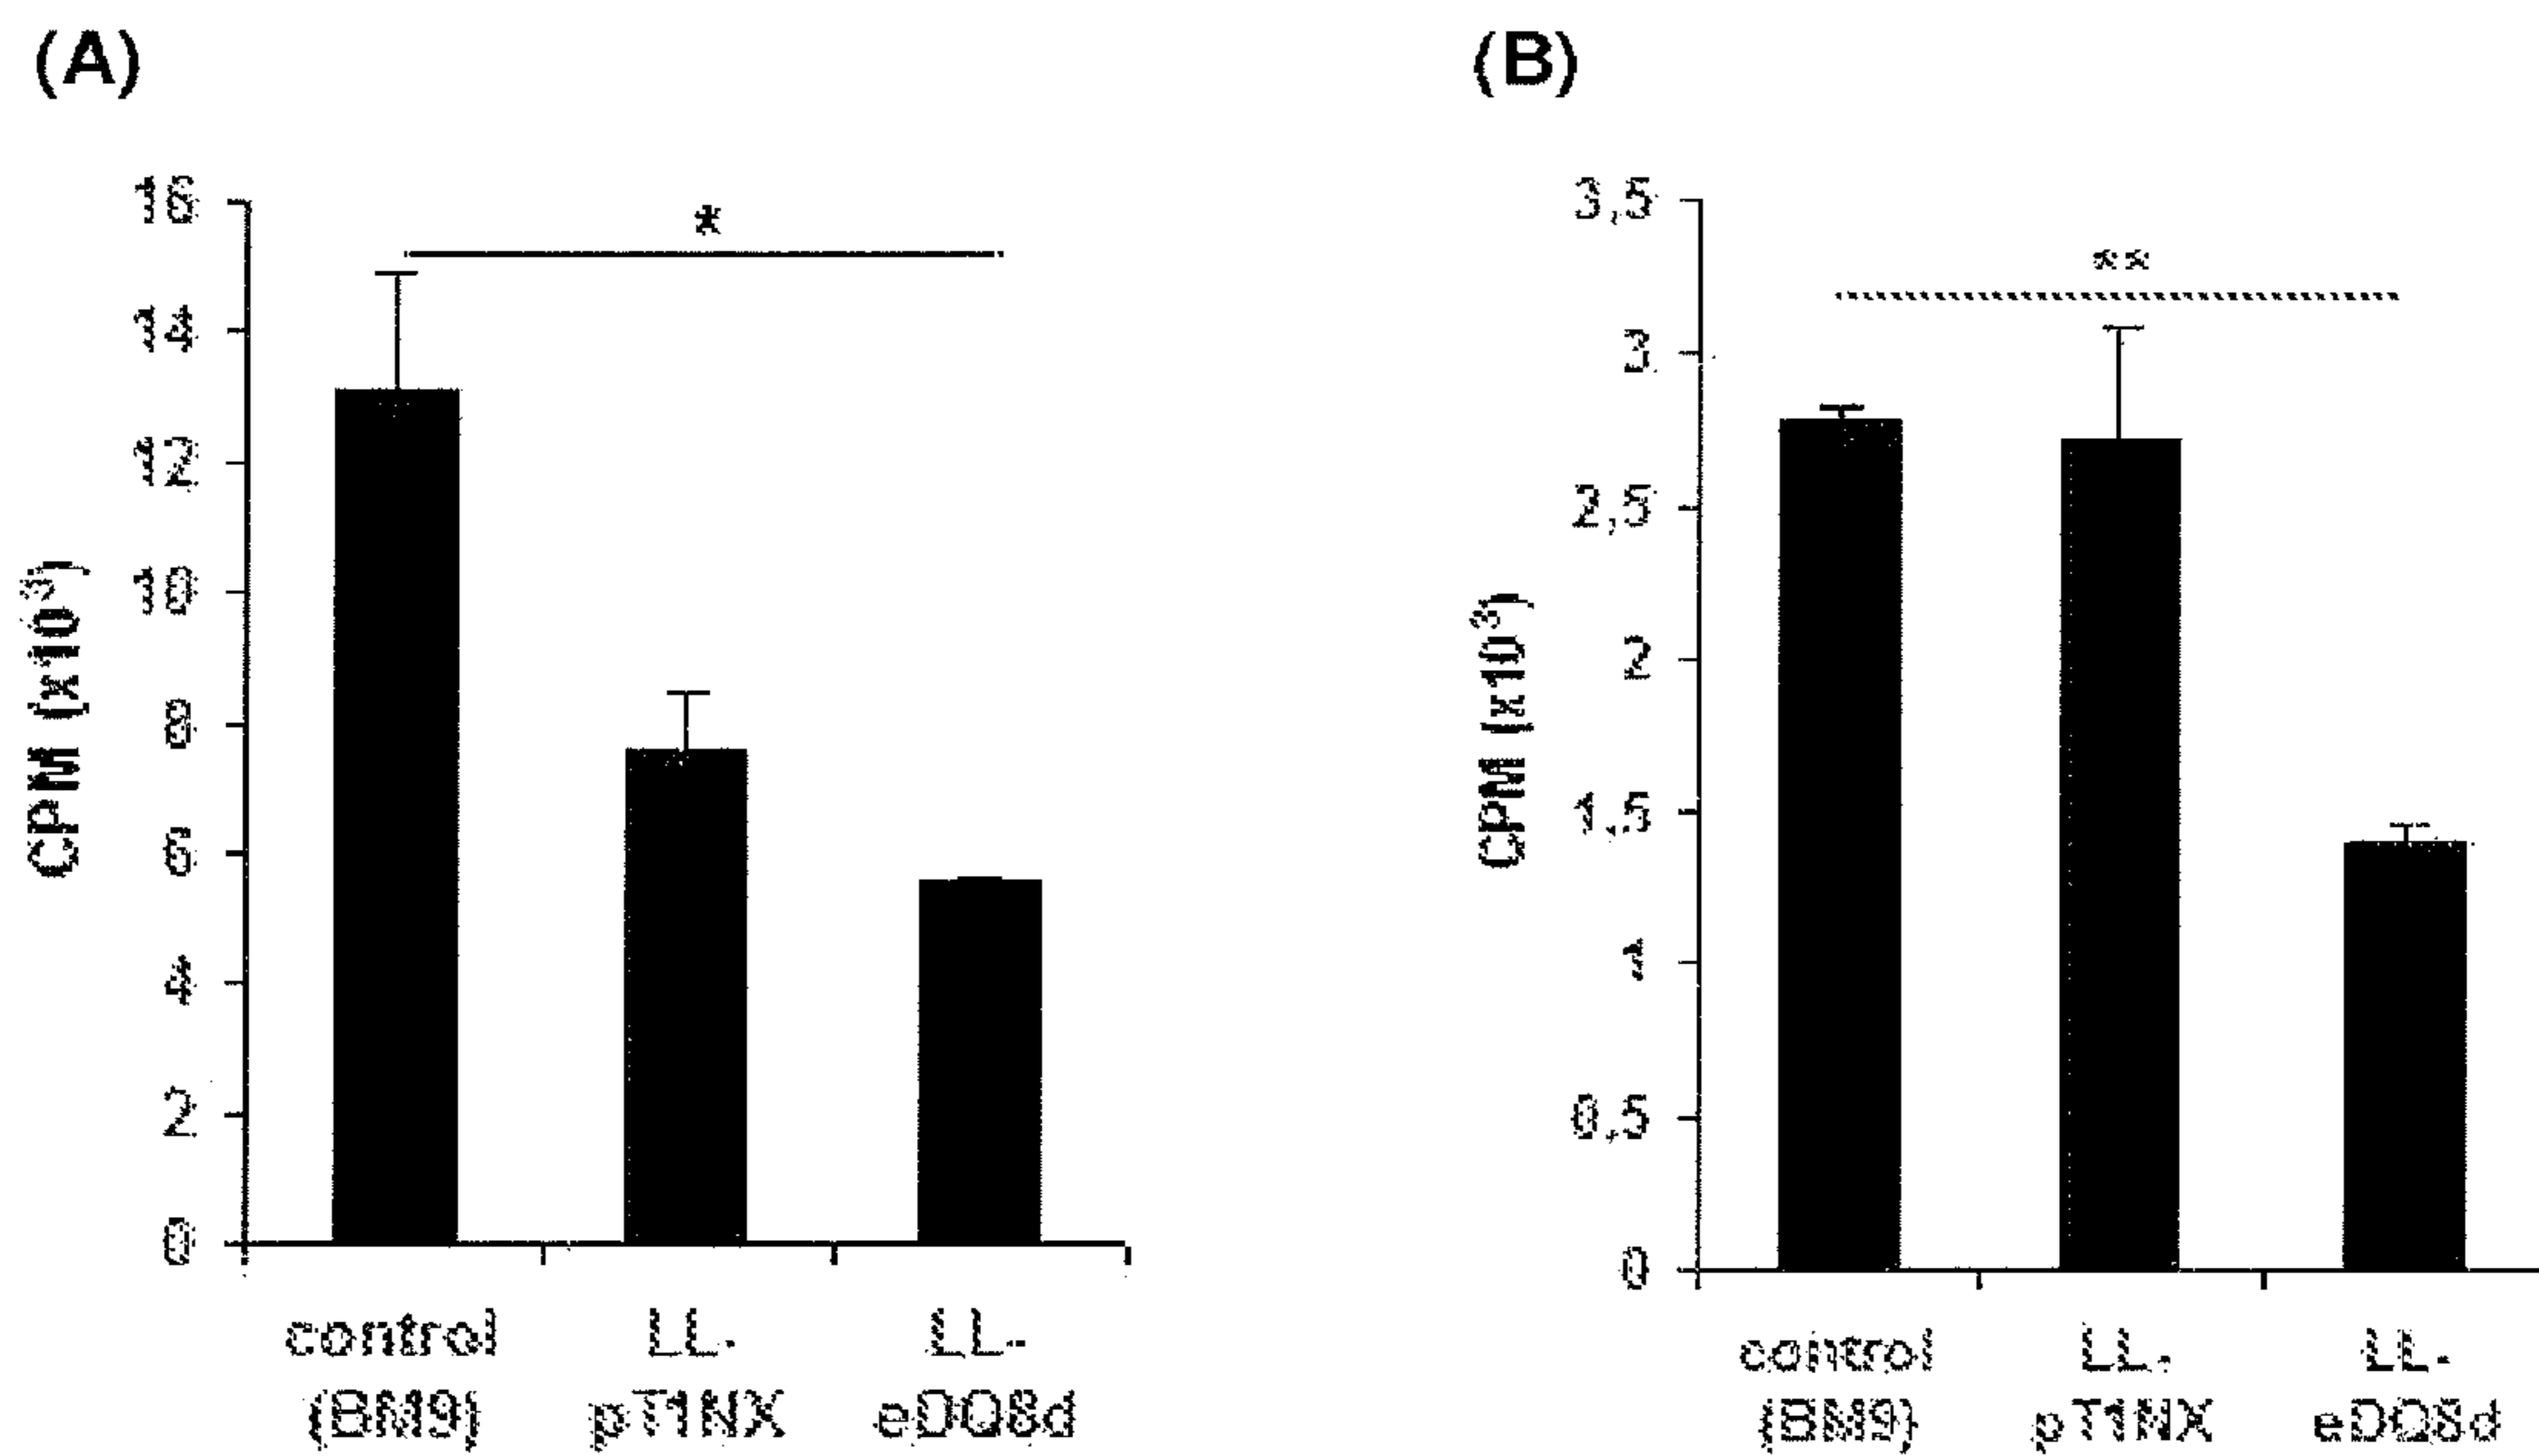 (A)
*
16
14
12
10
8
6
4
2
0
CPM (x10³)
control
(BM9)
LL-
pT1NX
LL-
eDQ8d
(B)
**
3,5
3
2,5
2
1,5
1
0,5
0
CPM (x10³)
control
(BM9)
LL-
pT1NX
LL-
eDQ8d